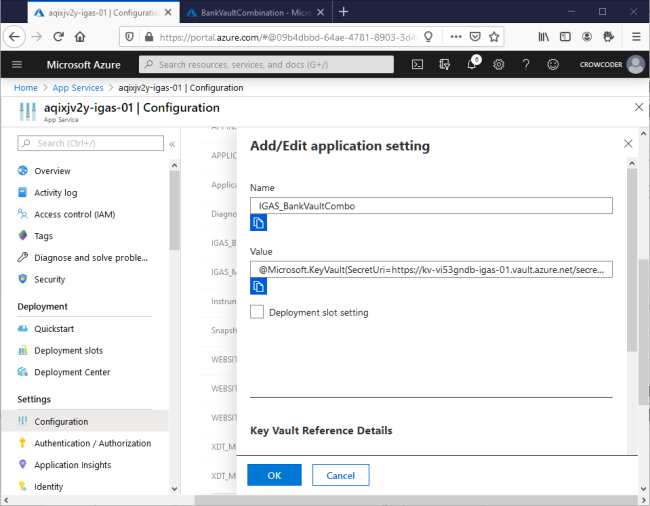 aqixjv2y-igas-01 | Configuration
BankVaultCombination - Micros
https://portal.azure.com/#@09b4dbbd-64ae-4781-8903-3d4
Microsoft Azure
Search resources, services, and docs (G+/)
6
CROWCODER
Home > App Services > aqixjv2y-igas-01 | Configuration
aqixjv2y-igas-01 | Configuration
App Service
Search (Ctrl+/)
Overview
Activity log
Access control (IAM)
Tags
Diagnose and solve proble...
Security
Deployment
Quickstart
Deployment slots
Deployment Center
Settings
Configuration
Authentication / Authorization
Application Insights
Identity
APPLIC
Applica
Diagno
IGAS_B
IGAS_M
Instrum
Snapsh
WEBSIT
WEBSIT
WEBSIT
XDT_M
XDT_M
Add/Edit application setting
Name
IGAS_BankVaultCombo
Value
@Microsoft.KeyVault(SecretUri=https://kv-vi53gndb-igas-01.vault.azure.net/secre...
Deployment slot setting
Key Vault Reference Details
OK
Cancel